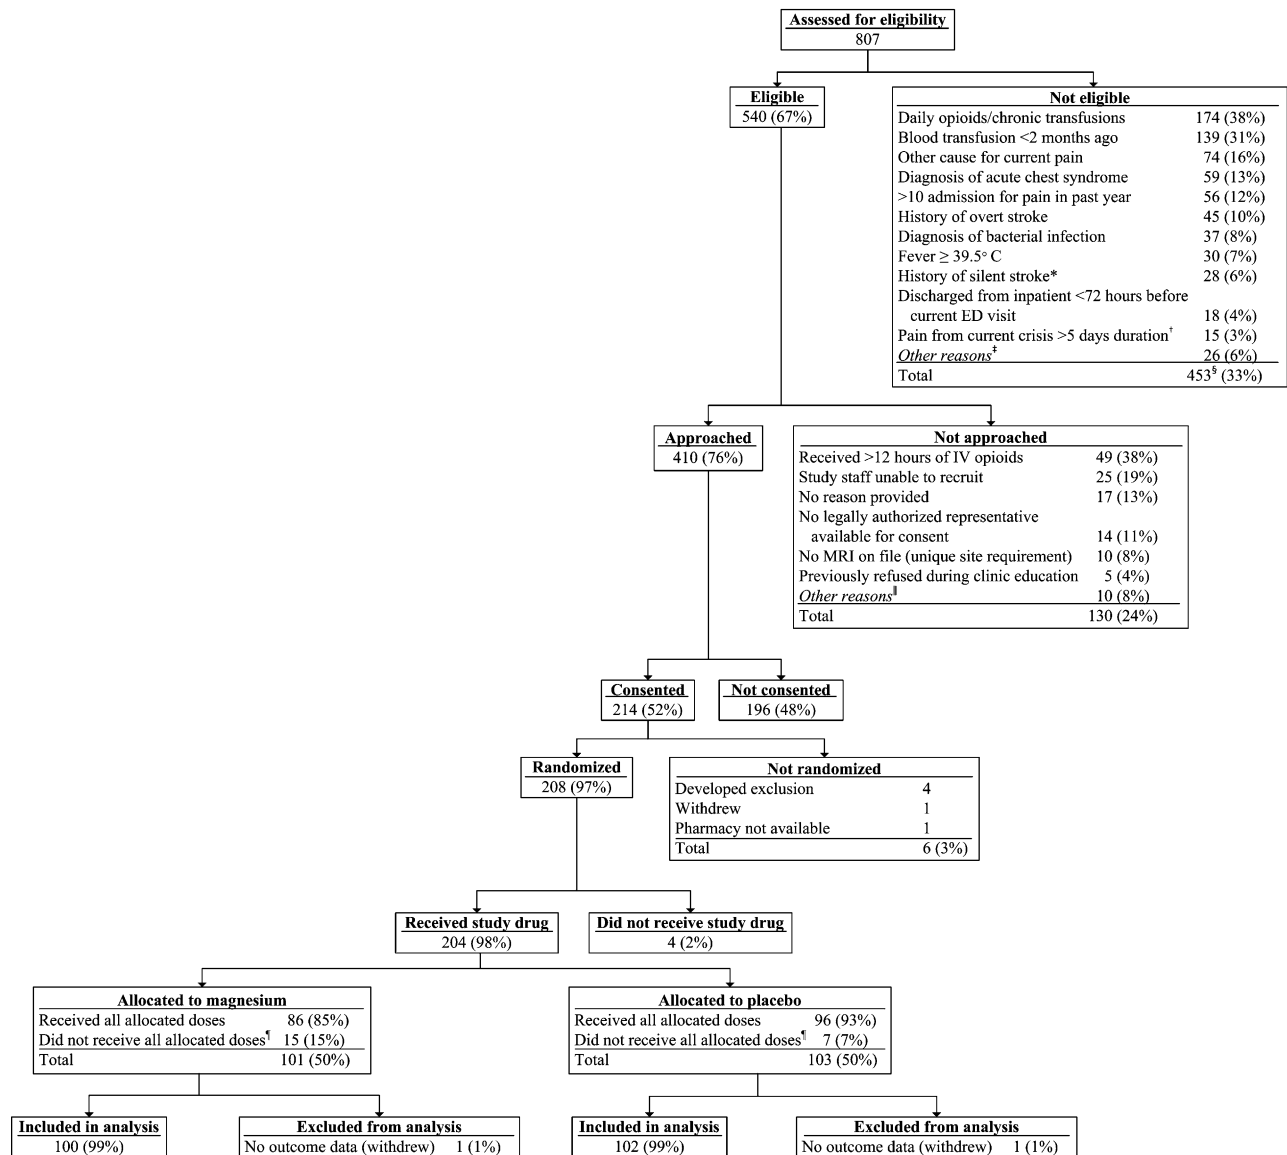 Assessed for eligibility
807
Eligible
540 (67%)
Not eligible
Daily opioids/chronic transfusions 174 (38%)
Blood transfusion <2 months ago 139 (31%)
Other cause for current pain 74 (16%)
Diagnosis of acute chest syndrome 59 (13%)
>10 admission for pain in past year 56 (12%)
History of overt stroke 45 (10%)
Diagnosis of bacterial infection 37 (8%)
Fever ≥ 39.5° C 30 (7%)
History of silent stroke* 28 (6%)
Discharged from inpatient <72 hours before
current ED visit 18 (4%)
Pain from current crisis >5 days duration† 15 (3%)
Other reasons‡ 26 (6%)
Total 453§ (33%)
Approached
410 (76%)
Not approached
Received >12 hours of IV opioids 49 (38%)
Study staff unable to recruit 25 (19%)
No reason provided 17 (13%)
No legally authorized representative
available for consent 14 (11%)
No MRI on file (unique site requirement) 10 (8%)
Previously refused during clinic education 5 (4%)
Other reasons‖ 10 (8%)
Total 130 (24%)
Consented
214 (52%)
Not consented
196 (48%)
Randomized
208 (97%)
Not randomized
Developed exclusion 4
Withdrew 1
Pharmacy not available 1
Total 6 (3%)
Received study drug
204 (98%)
Did not receive study drug
4 (2%)
Allocated to magnesium
Received all allocated doses 86 (85%)
Did not receive all allocated doses¶ 15 (15%)
Total 101 (50%)
Allocated to placebo
Received all allocated doses 96 (93%)
Did not receive all allocated doses¶ 7 (7%)
Total 103 (50%)
Included in analysis
100 (99%)
Excluded from analysis
No outcome data (withdrew) 1 (1%)
Included in analysis
102 (99%)
Excluded from analysis
No outcome data (withdrew) 1 (1%)